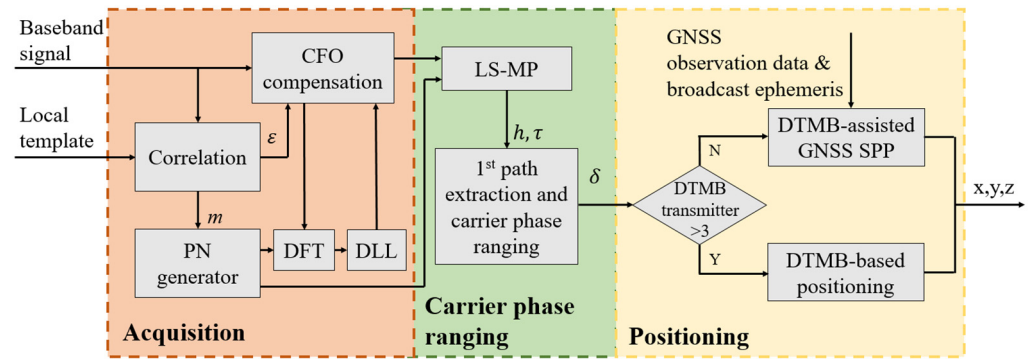 Baseband
signal
Local
template
CFO
compensation
Correlation
ε
m
PN
generator
DFT
DLL
Acquisition
LS-MP
h, τ
1st path
extraction and
carrier phase
ranging
δ
Carrier phase
ranging
GNSS
observation data &
broadcast ephemeris
DTMB-assisted
GNSS SPP
N
DTMB
transmitter
>3
Y
DTMB-based
positioning
x,y,z
Positioning